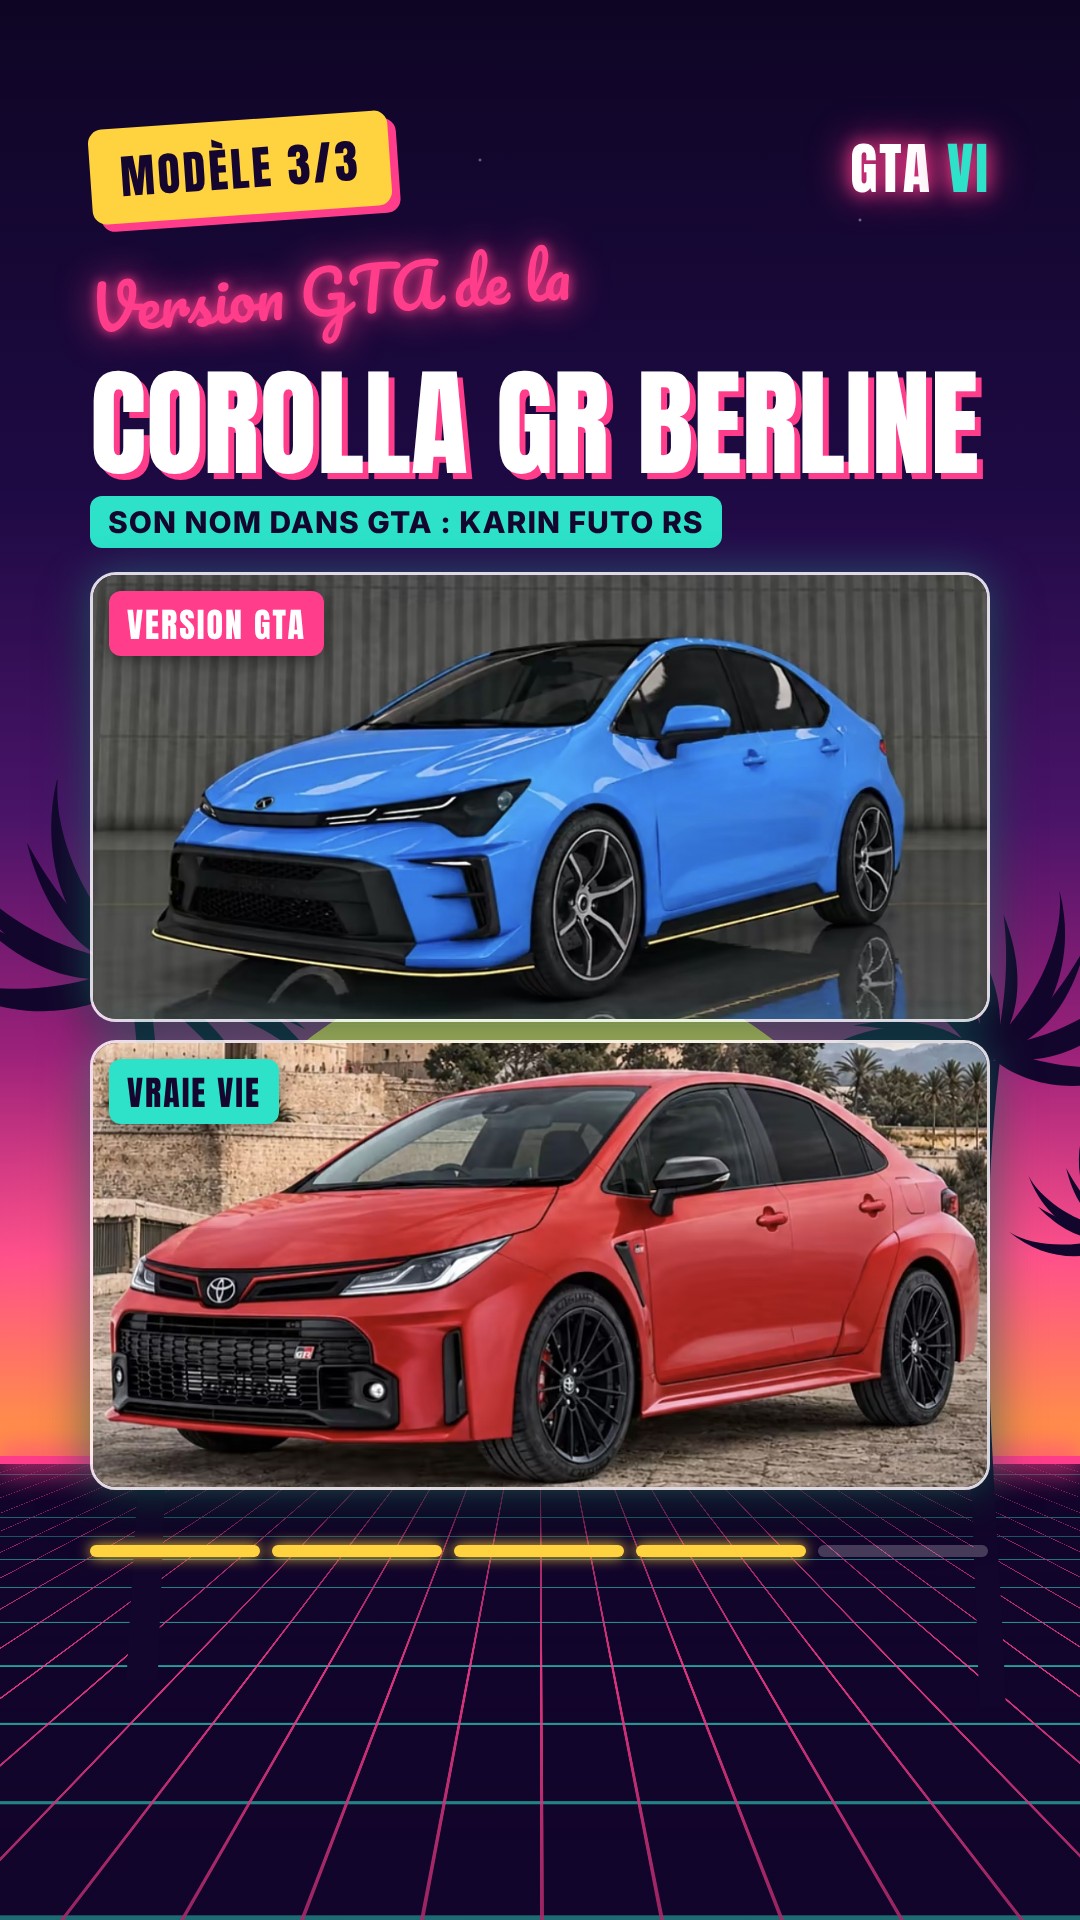 MODÈLE 3/3
GTA VI
Version GTA de la
COROLLA GR BERLINE
SON NOM DANS GTA : KARIN FUTO RS
VERSION GTA
VRAIE VIE
GR